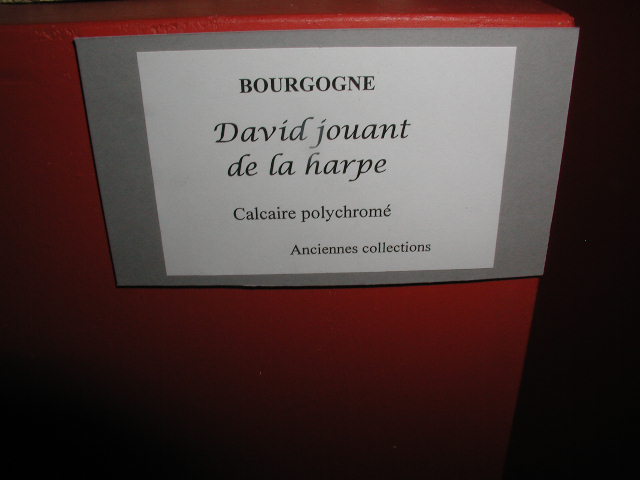 BOURGOGNE
David jouant
de la harpe
Calcaire polychromé
Anciennes collections